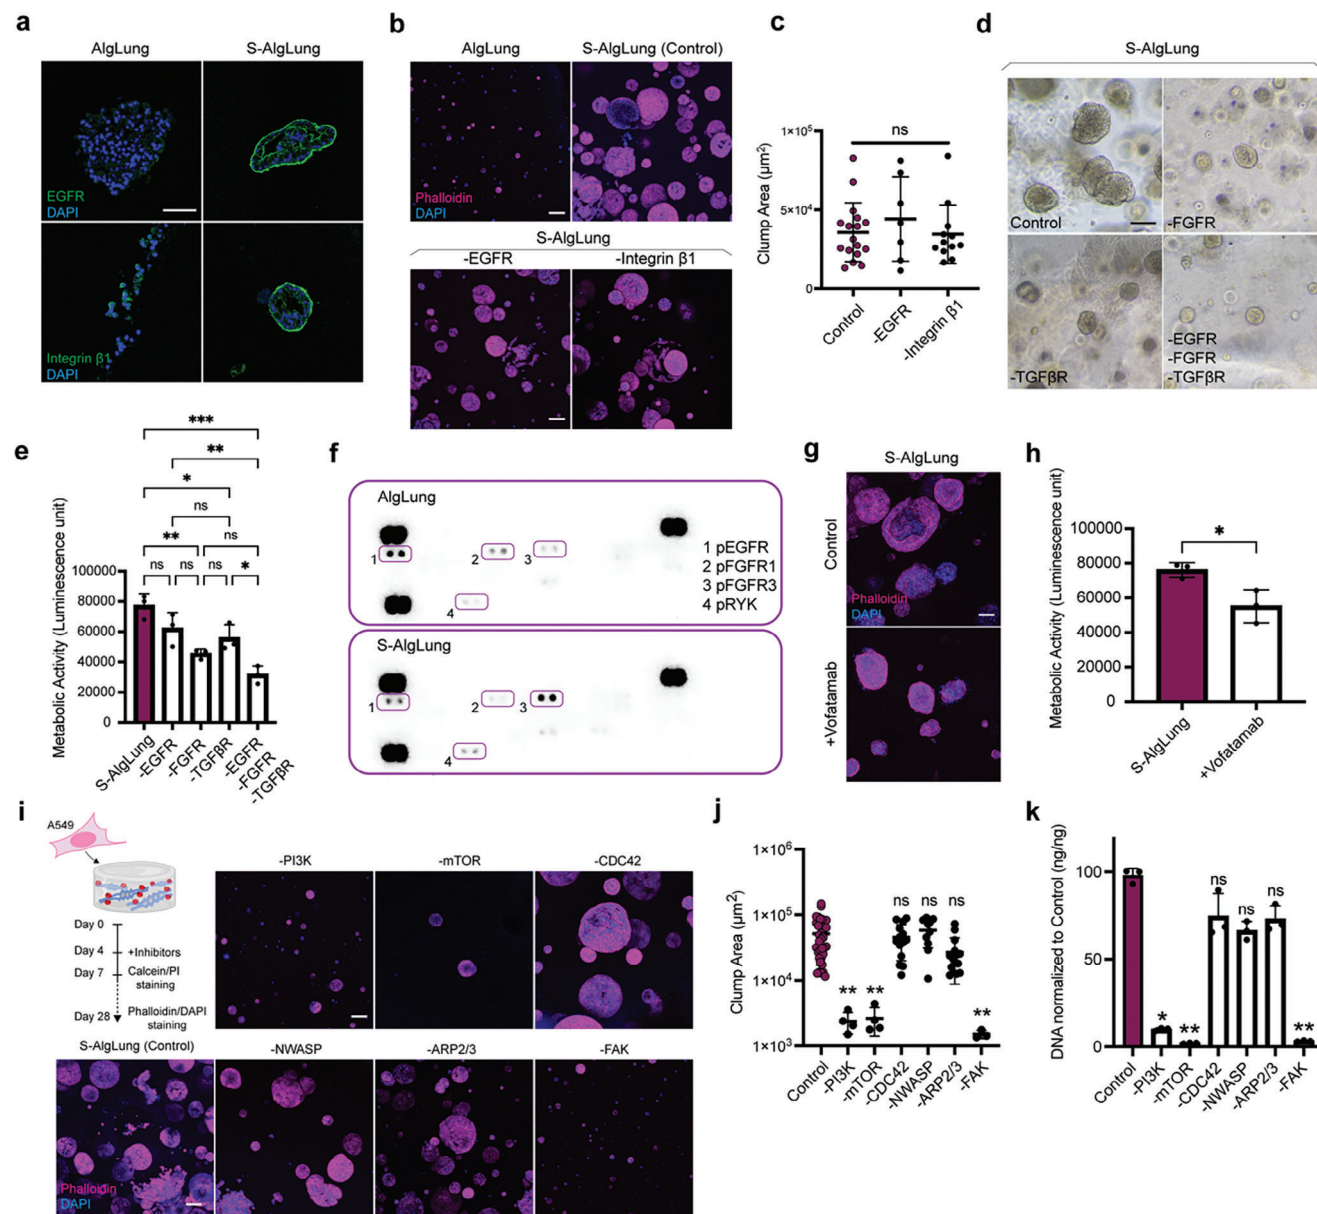 a
AlgLung
S-AlgLung
EGFR
DAPI
Integrin β1
DAPI
b
AlgLung
S-AlgLung (Control)
Phalloidin
DAPI
S-AlgLung
-EGFR
-Integrin β1
c
Clump Area (µm²)
1×10⁵
ns
5×10⁴
0
Control
-EGFR
-Integrin β1
d
S-AlgLung
Control
-FGFR
-TGFβR
-EGFR
-FGFR
-TGFβR
e
Metabolic Activity (Luminescence unit)
***
**
*
ns
** ns
ns ns ns *
100000
80000
60000
40000
20000
0
S-AlgLung
-EGFR
-FGFR
-TGFβR
-EGFR
-FGFR
-TGFβR
f
AlgLung
1
2
3
4
1 pEGFR
2 pFGFR1
3 pFGFR3
4 pRYK
S-AlgLung
1
2
3
4
g
S-AlgLung
Control
Phalloidin
DAPI
+Vofatamab
h
Metabolic Activity (Luminescence unit)
*
100000
80000
60000
40000
20000
0
S-AlgLung
+Vofatamab
i
A549
Day 0
Day 4 +Inhibitors
Day 7 Calcein/PI
staining
Day 28 Phalloidin/DAPI
staining
-PI3K
-mTOR
-CDC42
S-AlgLung (Control)
-NWASP
-ARP2/3
-FAK
Phalloidin
DAPI
j
Clump Area (µm²)
1×10⁶
1×10⁵
1×10⁴
1×10³
** ** ns ns ns **
Control
-PI3K
-mTOR
-CDC42
-NWASP
-ARP2/3
-FAK
k
DNA normalized to Control (ng/ng)
100
50
0
* ** ns ns ns **
Control
-PI3K
-mTOR
-CDC42
-NWASP
-ARP2/3
-FAK